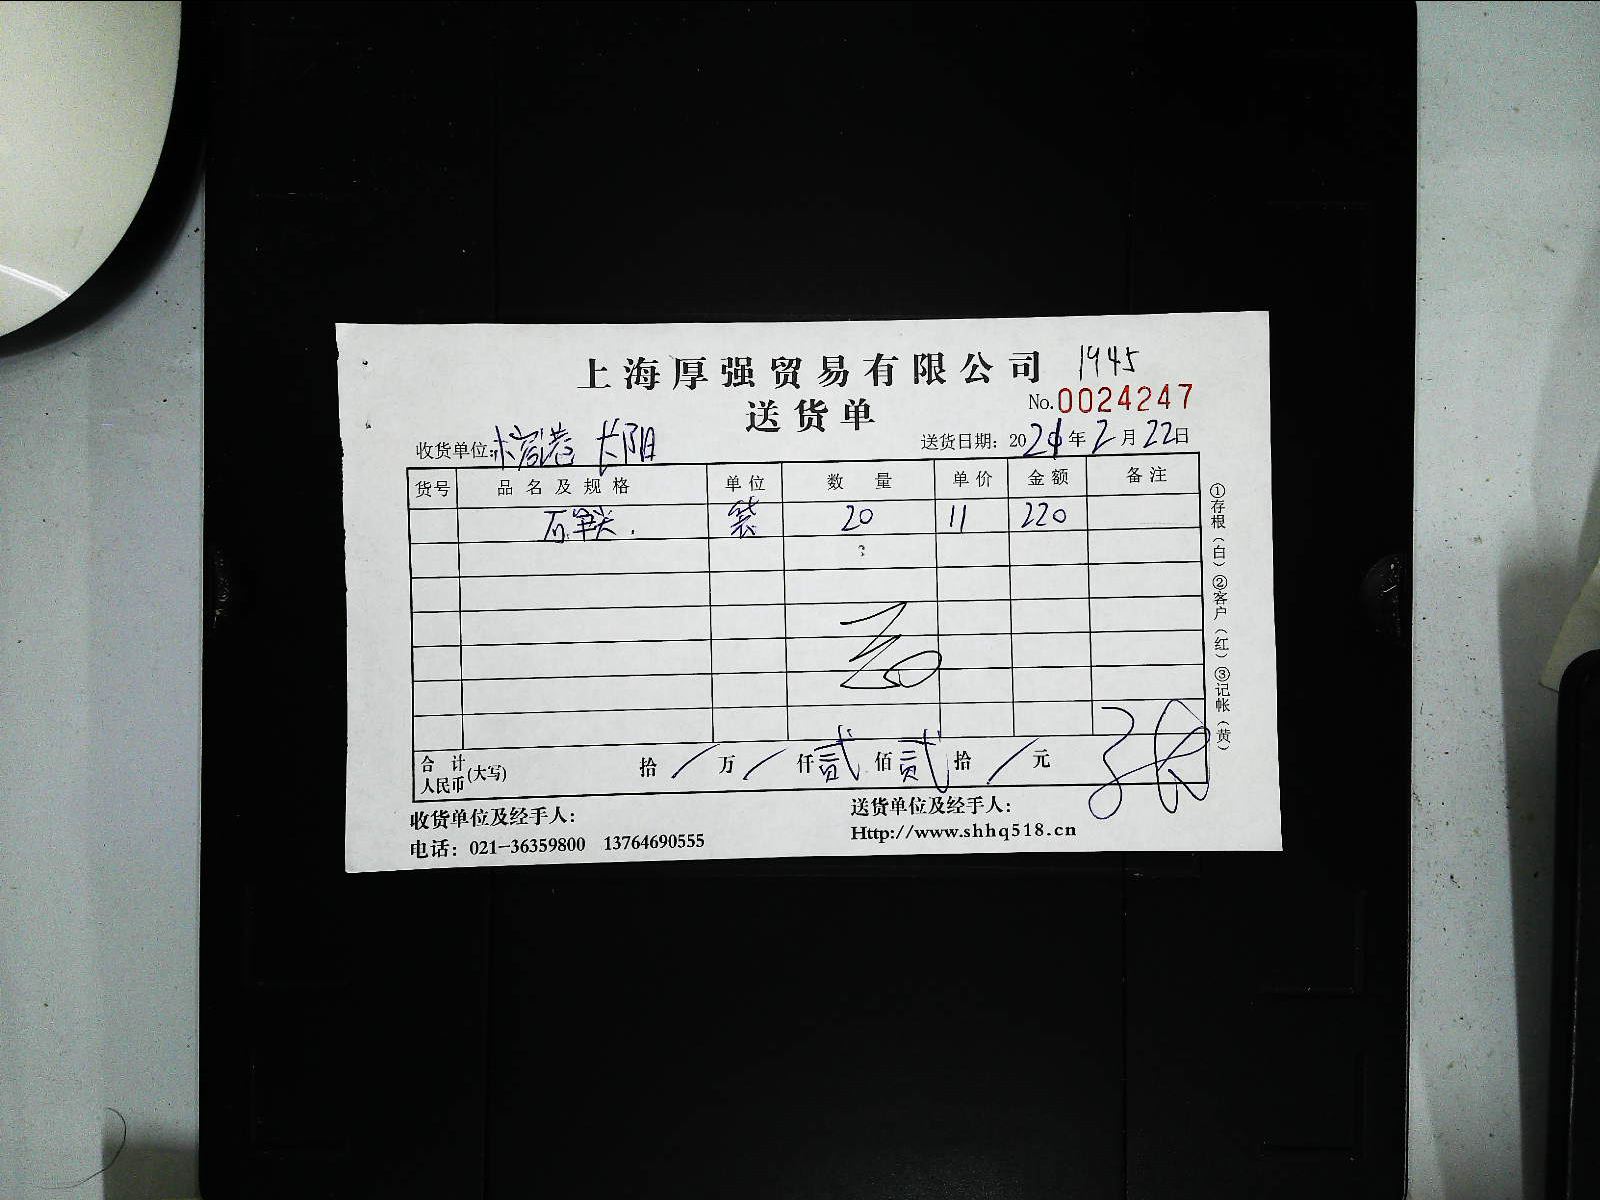 上海厚强贸易有限公司 1945
送货单 No.0024247
收货单位: 长阳 送货日期：2021年2月22日
货号 品名及规格 单位 数量 单价 金额 备注
袋 20 11 220
合计人民币(大写) 拾/万/仟贰佰贰拾/元
收货单位及经手人： 送货单位及经手人：
电话：021-36359800 13764690555 Http://www.shhq518.cn
①存根(白)②客户(红)③记帐(黄)